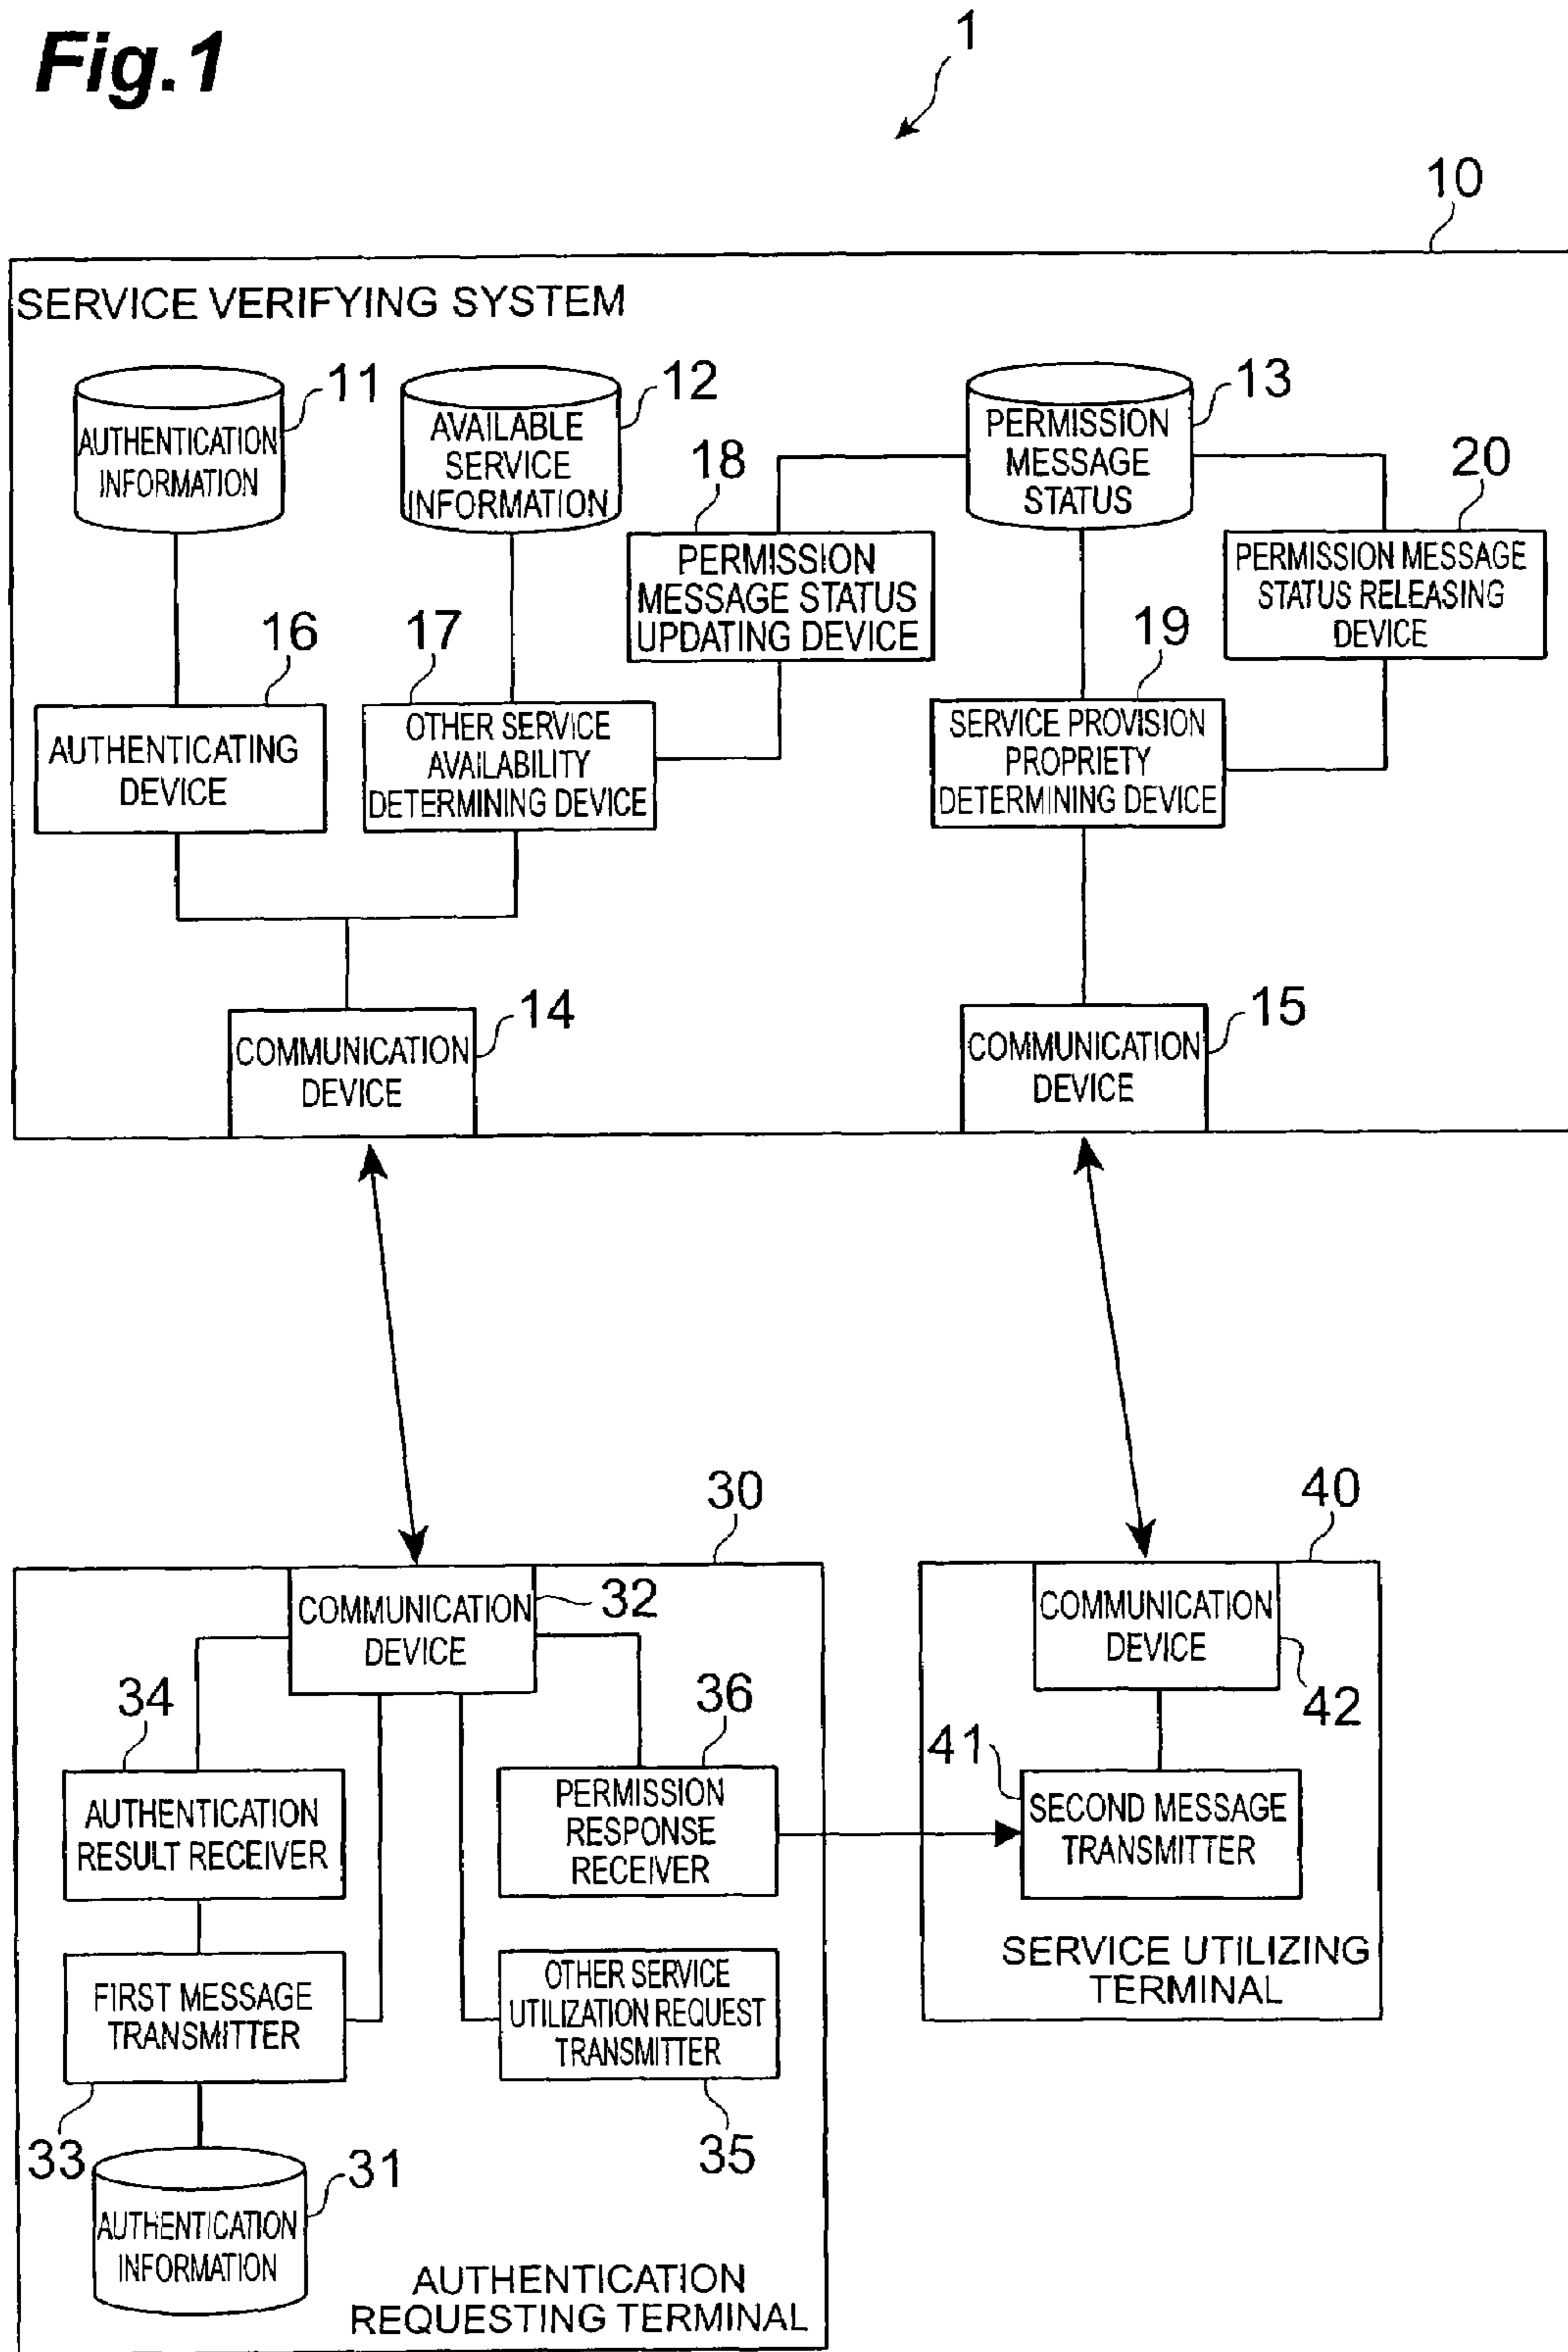 Fig.1
1
10
SERVICE VERIFYING SYSTEM
11
AUTHENTICATION
INFORMATION
12
AVAILABLE
SERVICE
INFORMATION
13
PERMISSION
MESSAGE
STATUS
18
PERMISSION
MESSAGE STATUS
UPDATING DEVICE
20
PERMISSION MESSAGE
STATUS RELEASING
DEVICE
16
AUTHENTICATING
DEVICE
17
OTHER SERVICE
AVAILABILITY
DETERMINING DEVICE
19
SERVICE PROVISION
PROPRIETY
DETERMINING DEVICE
14
COMMUNICATION
DEVICE
15
COMMUNICATION
DEVICE
30
COMMUNICATION
DEVICE
32
34
AUTHENTICATION
RESULT RECEIVER
36
PERMISSION
RESPONSE
RECEIVER
FIRST MESSAGE
TRANSMITTER
33
OTHER SERVICE
UTILIZATION REQUEST
TRANSMITTER
35
31
AUTHENTICATION
INFORMATION
AUTHENTICATION
REQUESTING TERMINAL
40
COMMUNICATION
DEVICE
42
41
SECOND MESSAGE
TRANSMITTER
SERVICE UTILIZING
TERMINAL